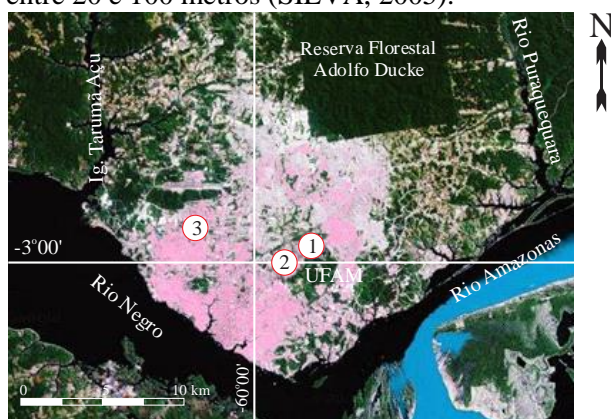 entre 20 e 100 metros (SILVA, 2005).
N
Reserva Florestal
Adolfo Ducke
Rio Puraquequara
Ig. Tarumã Açu
3
1
-3°00'
2
UFAM
Rio Negro
Rio Amazonas
-60°00'
0 5 10 km